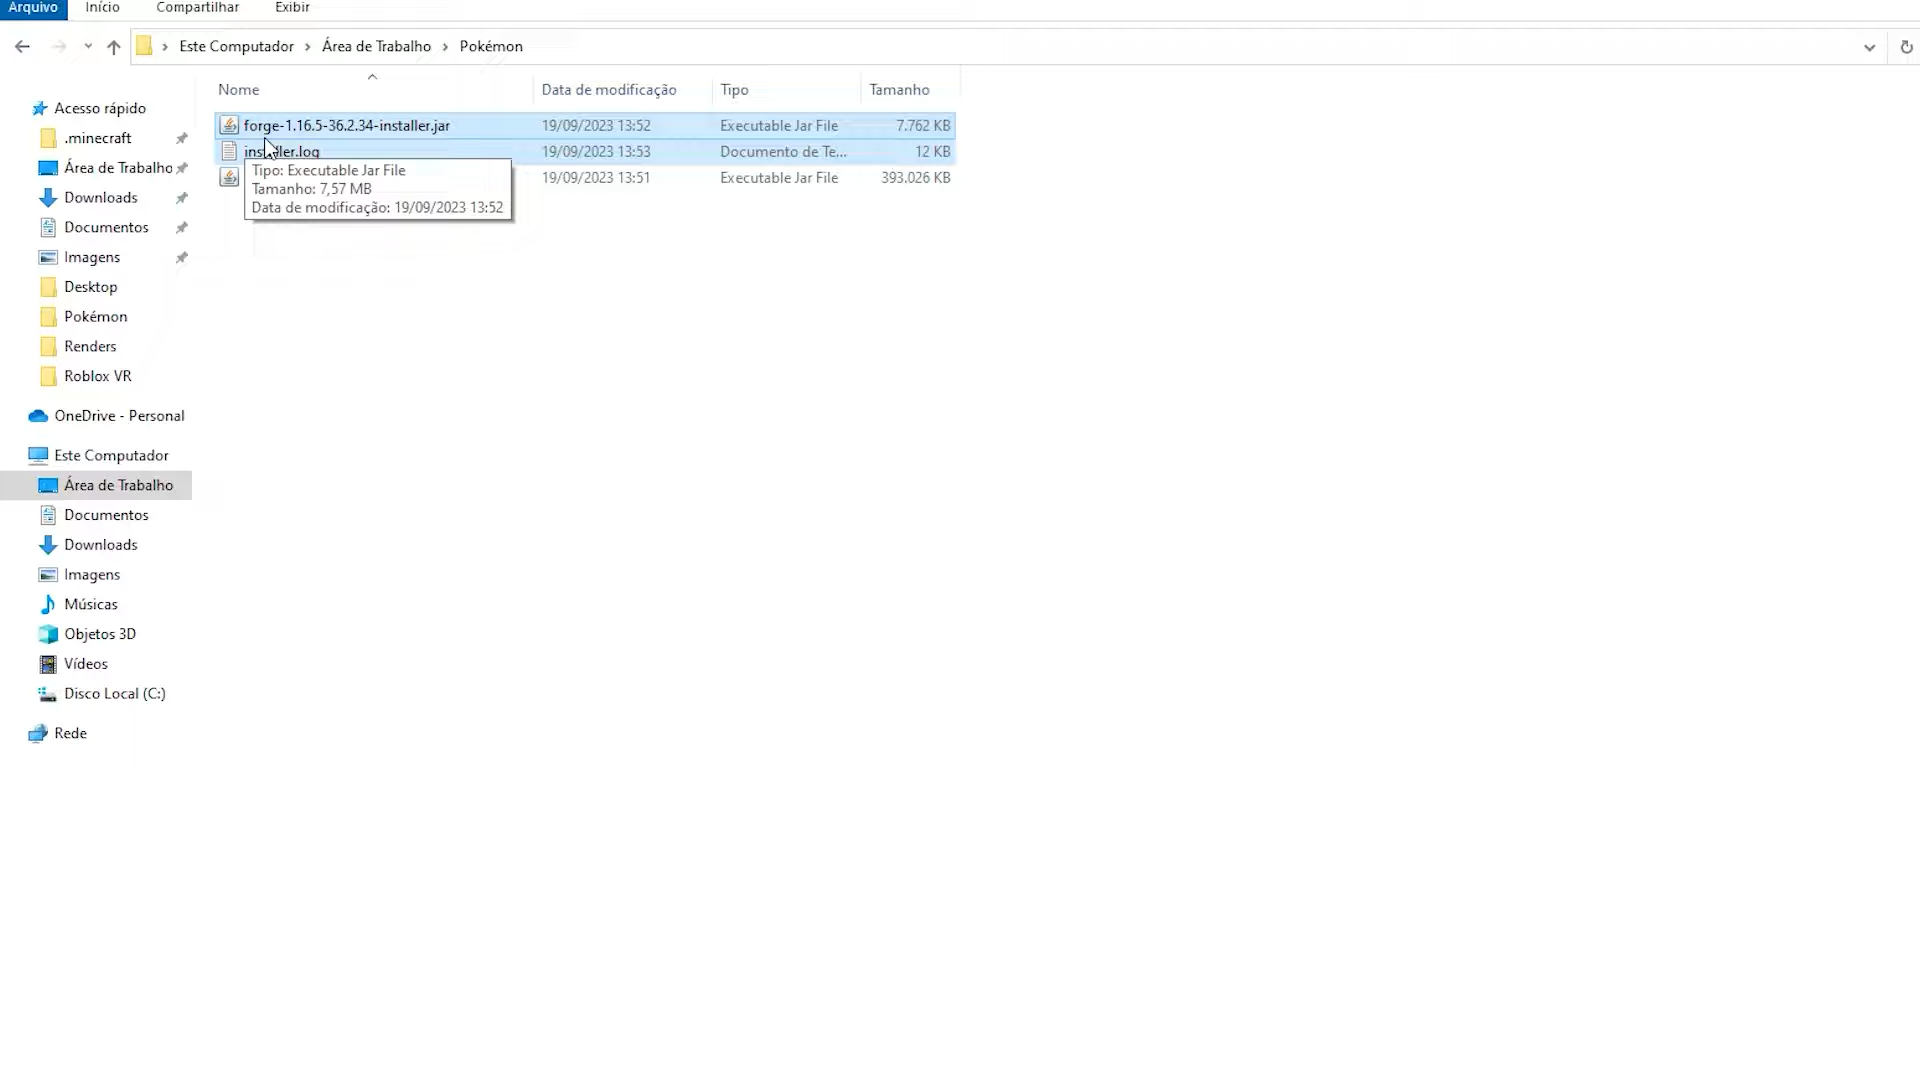 Arquivo Início Compartilhar Exibir
Este Computador › Área de Trabalho › Pokémon
Nome Data de modificação Tipo Tamanho
forge-1.16.5-36.2.34-installer.jar 19/09/2023 13:52 Executable Jar File 7.762 KB
installer.log 19/09/2023 13:53 Documento de Te... 12 KB
19/09/2023 13:51 Executable Jar File 393.026 KB
Tipo: Executable Jar File
Tamanho: 7,57 MB
Data de modificação: 19/09/2023 13:52
Acesso rápido
.minecraft
Área de Trabalho
Downloads
Documentos
Imagens
Desktop
Pokémon
Renders
Roblox VR
OneDrive - Personal
Este Computador
Área de Trabalho
Documentos
Downloads
Imagens
Músicas
Objetos 3D
Vídeos
Disco Local (C:)
Rede